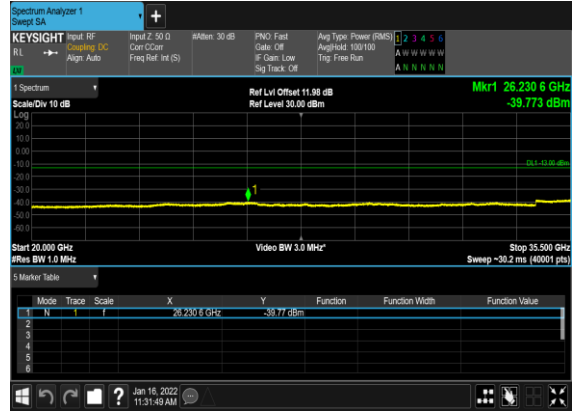 Spectrum Analyzer 1
Swept SA
+
KEYSIGHT Input: RF Input Z: 50 Ω #Atten: 30 dB PNO: Fast Avg Type: Power (RMS) 1 2 3 4 5 6
RL Coupling: DC Corr CCorr Gate: Off Avg|Hold: 100/100 A W W W W W
Align: Auto Freq Ref: Int (S) IF Gain: Low Trig: Free Run
Sig Track: Off A N N N N N
LW
1 Spectrum Ref Lvl Offset 11.98 dB Mkr1 26.230 6 GHz
Scale/Div 10 dB Ref Level 30.00 dBm -39.773 dBm
Log
20.0
10.0
0.00
-10.0
DL1 -13.00 dBm
-20.0
-30.0
1
-40.0
-50.0
-60.0
Start 20.000 GHz Video BW 3.0 MHz* Stop 35.500 GHz
#Res BW 1.0 MHz Sweep ~30.2 ms (40001 pts)
5 Marker Table
Mode Trace Scale X Y Function Function Width Function Value
1 N 1 f 26.230 6 GHz -39.77 dBm
2
3
4
5
6
? Jan 16, 2022
11:31:49 AM